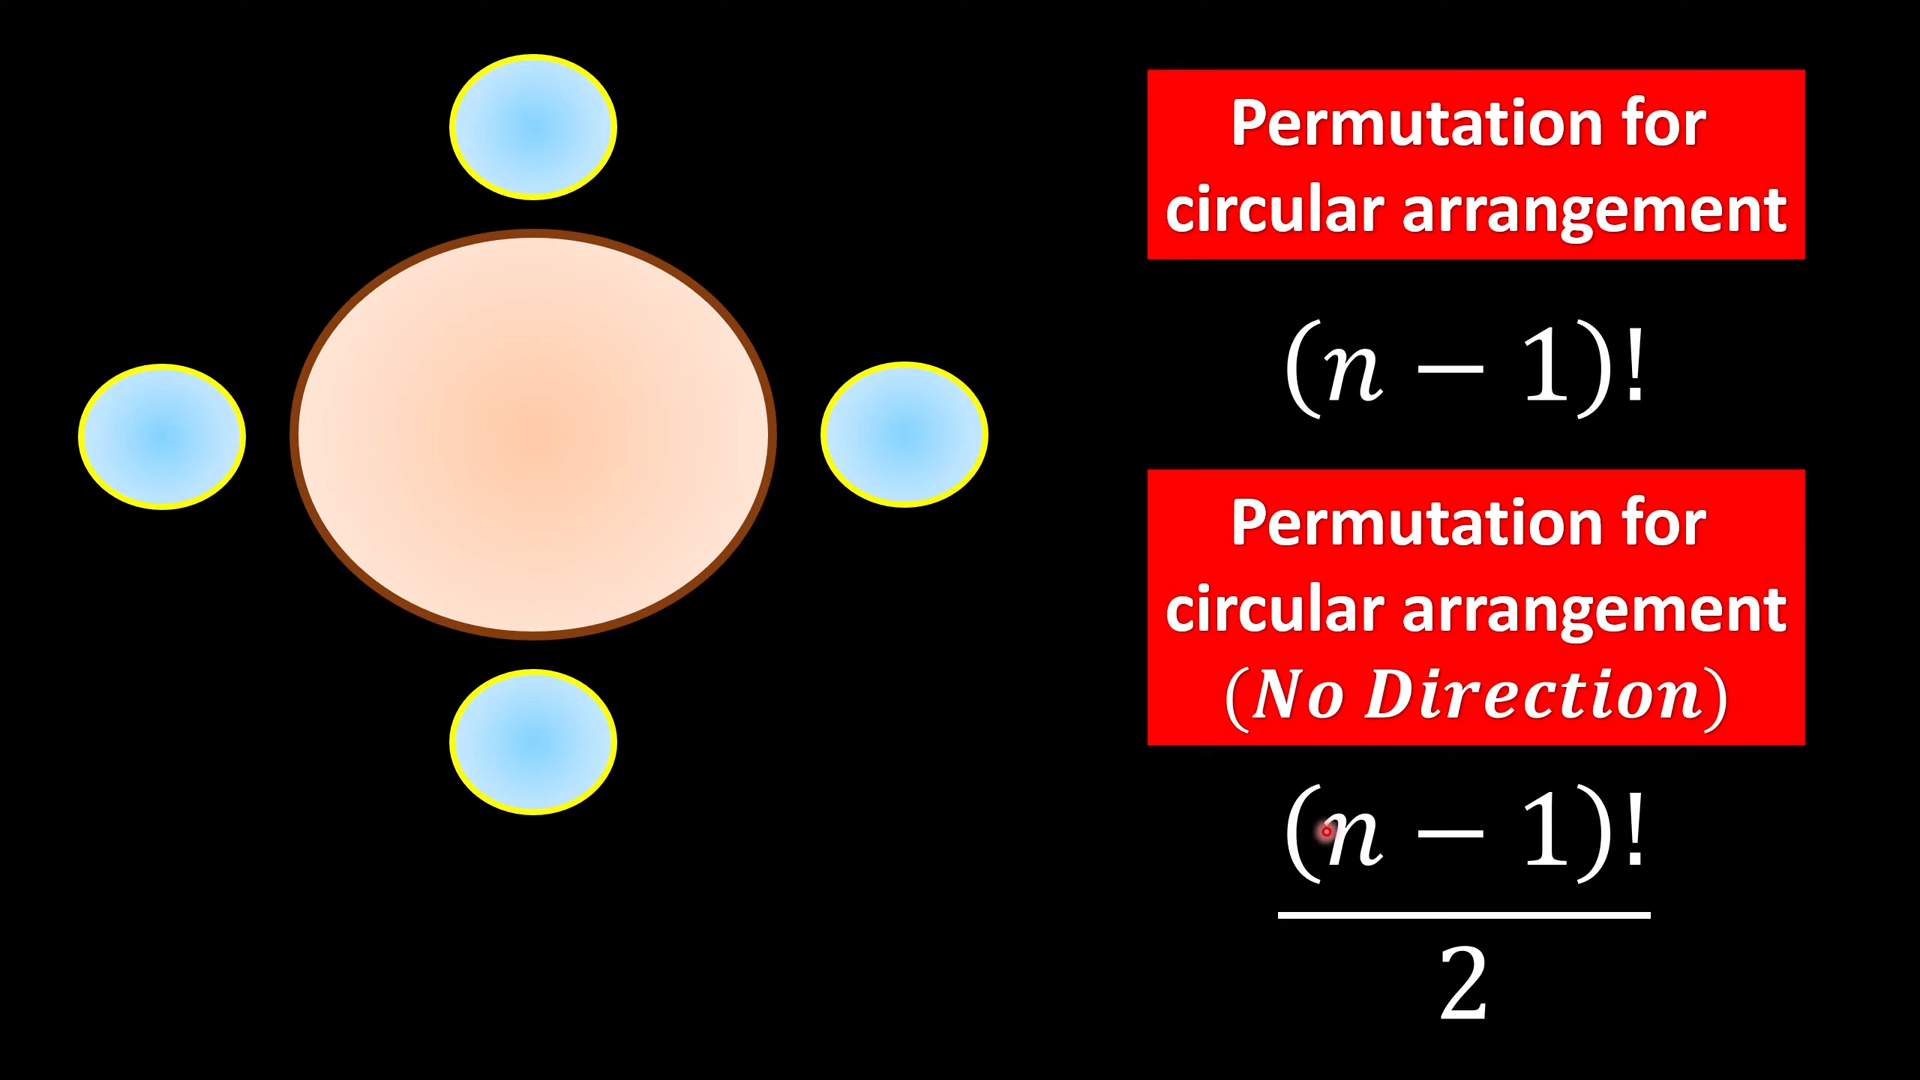 Permutation for
circular arrangement
(n − 1)!
Permutation for
circular arrangement
(No Direction)
(n − 1)!
2